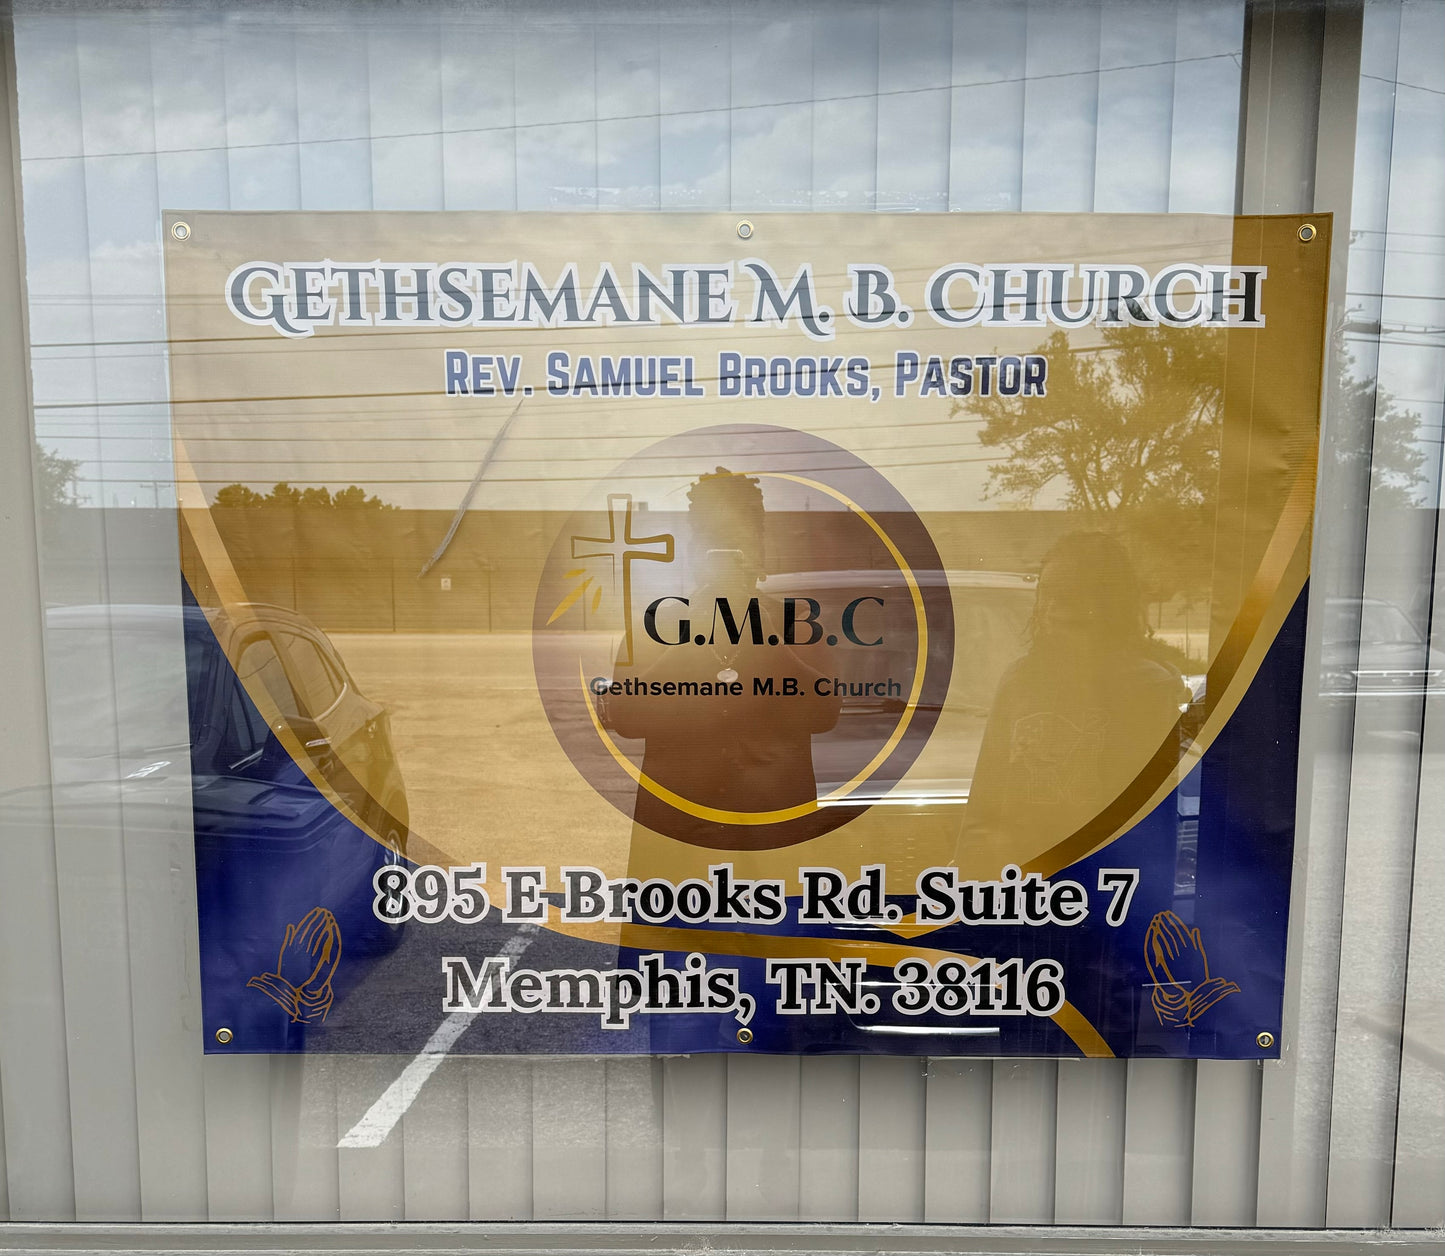 Gethsemane M. B. Church
Rev. Samuel Brooks, Pastor
G.M.B.C
Gethsemane M.B. Church
895 E Brooks Rd. Suite 7
Memphis, TN. 38116